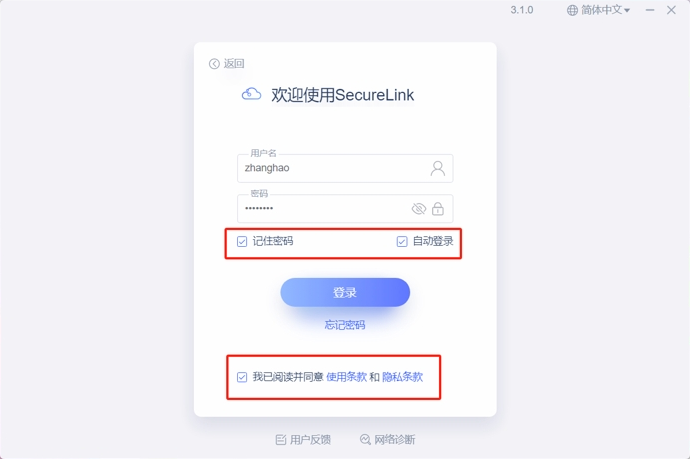 3.1.0 简体中文
返回
欢迎使用SecureLink
用户名
zhanghao
密码
••••••••
记住密码 自动登录
登录
忘记密码
我已阅读并同意 使用条款 和 隐私条款
用户反馈 网络诊断